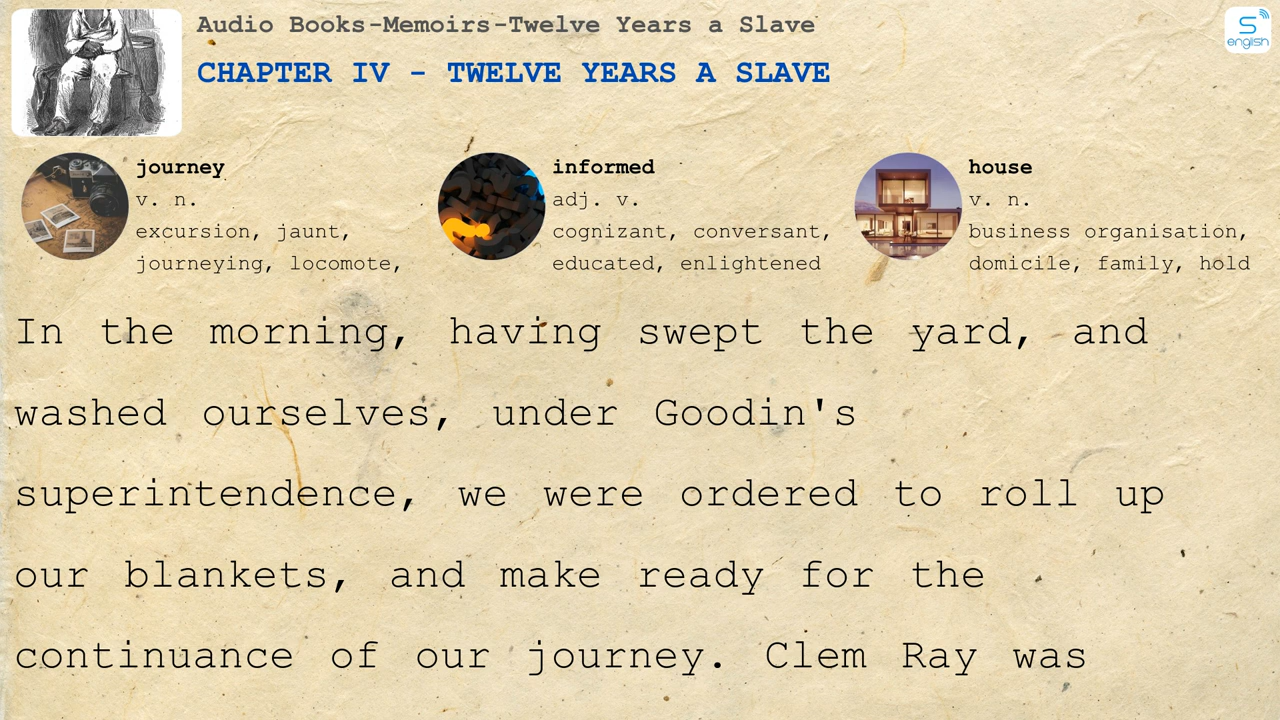 Audio Books-Memoirs-Twelve Years a Slave
CHAPTER IV - TWELVE YEARS A SLAVE
S
english
journey
v. n.
excursion, jaunt,
journeying, locomote,
informed
adj. v.
cognizant, conversant,
educated, enlightened
house
v. n.
business organisation,
domicile, family, hold
In the morning, having swept the yard, and
washed ourselves, under Goodin's
superintendence, we were ordered to roll up
our blankets, and make ready for the
continuance of our journey. Clem Ray was